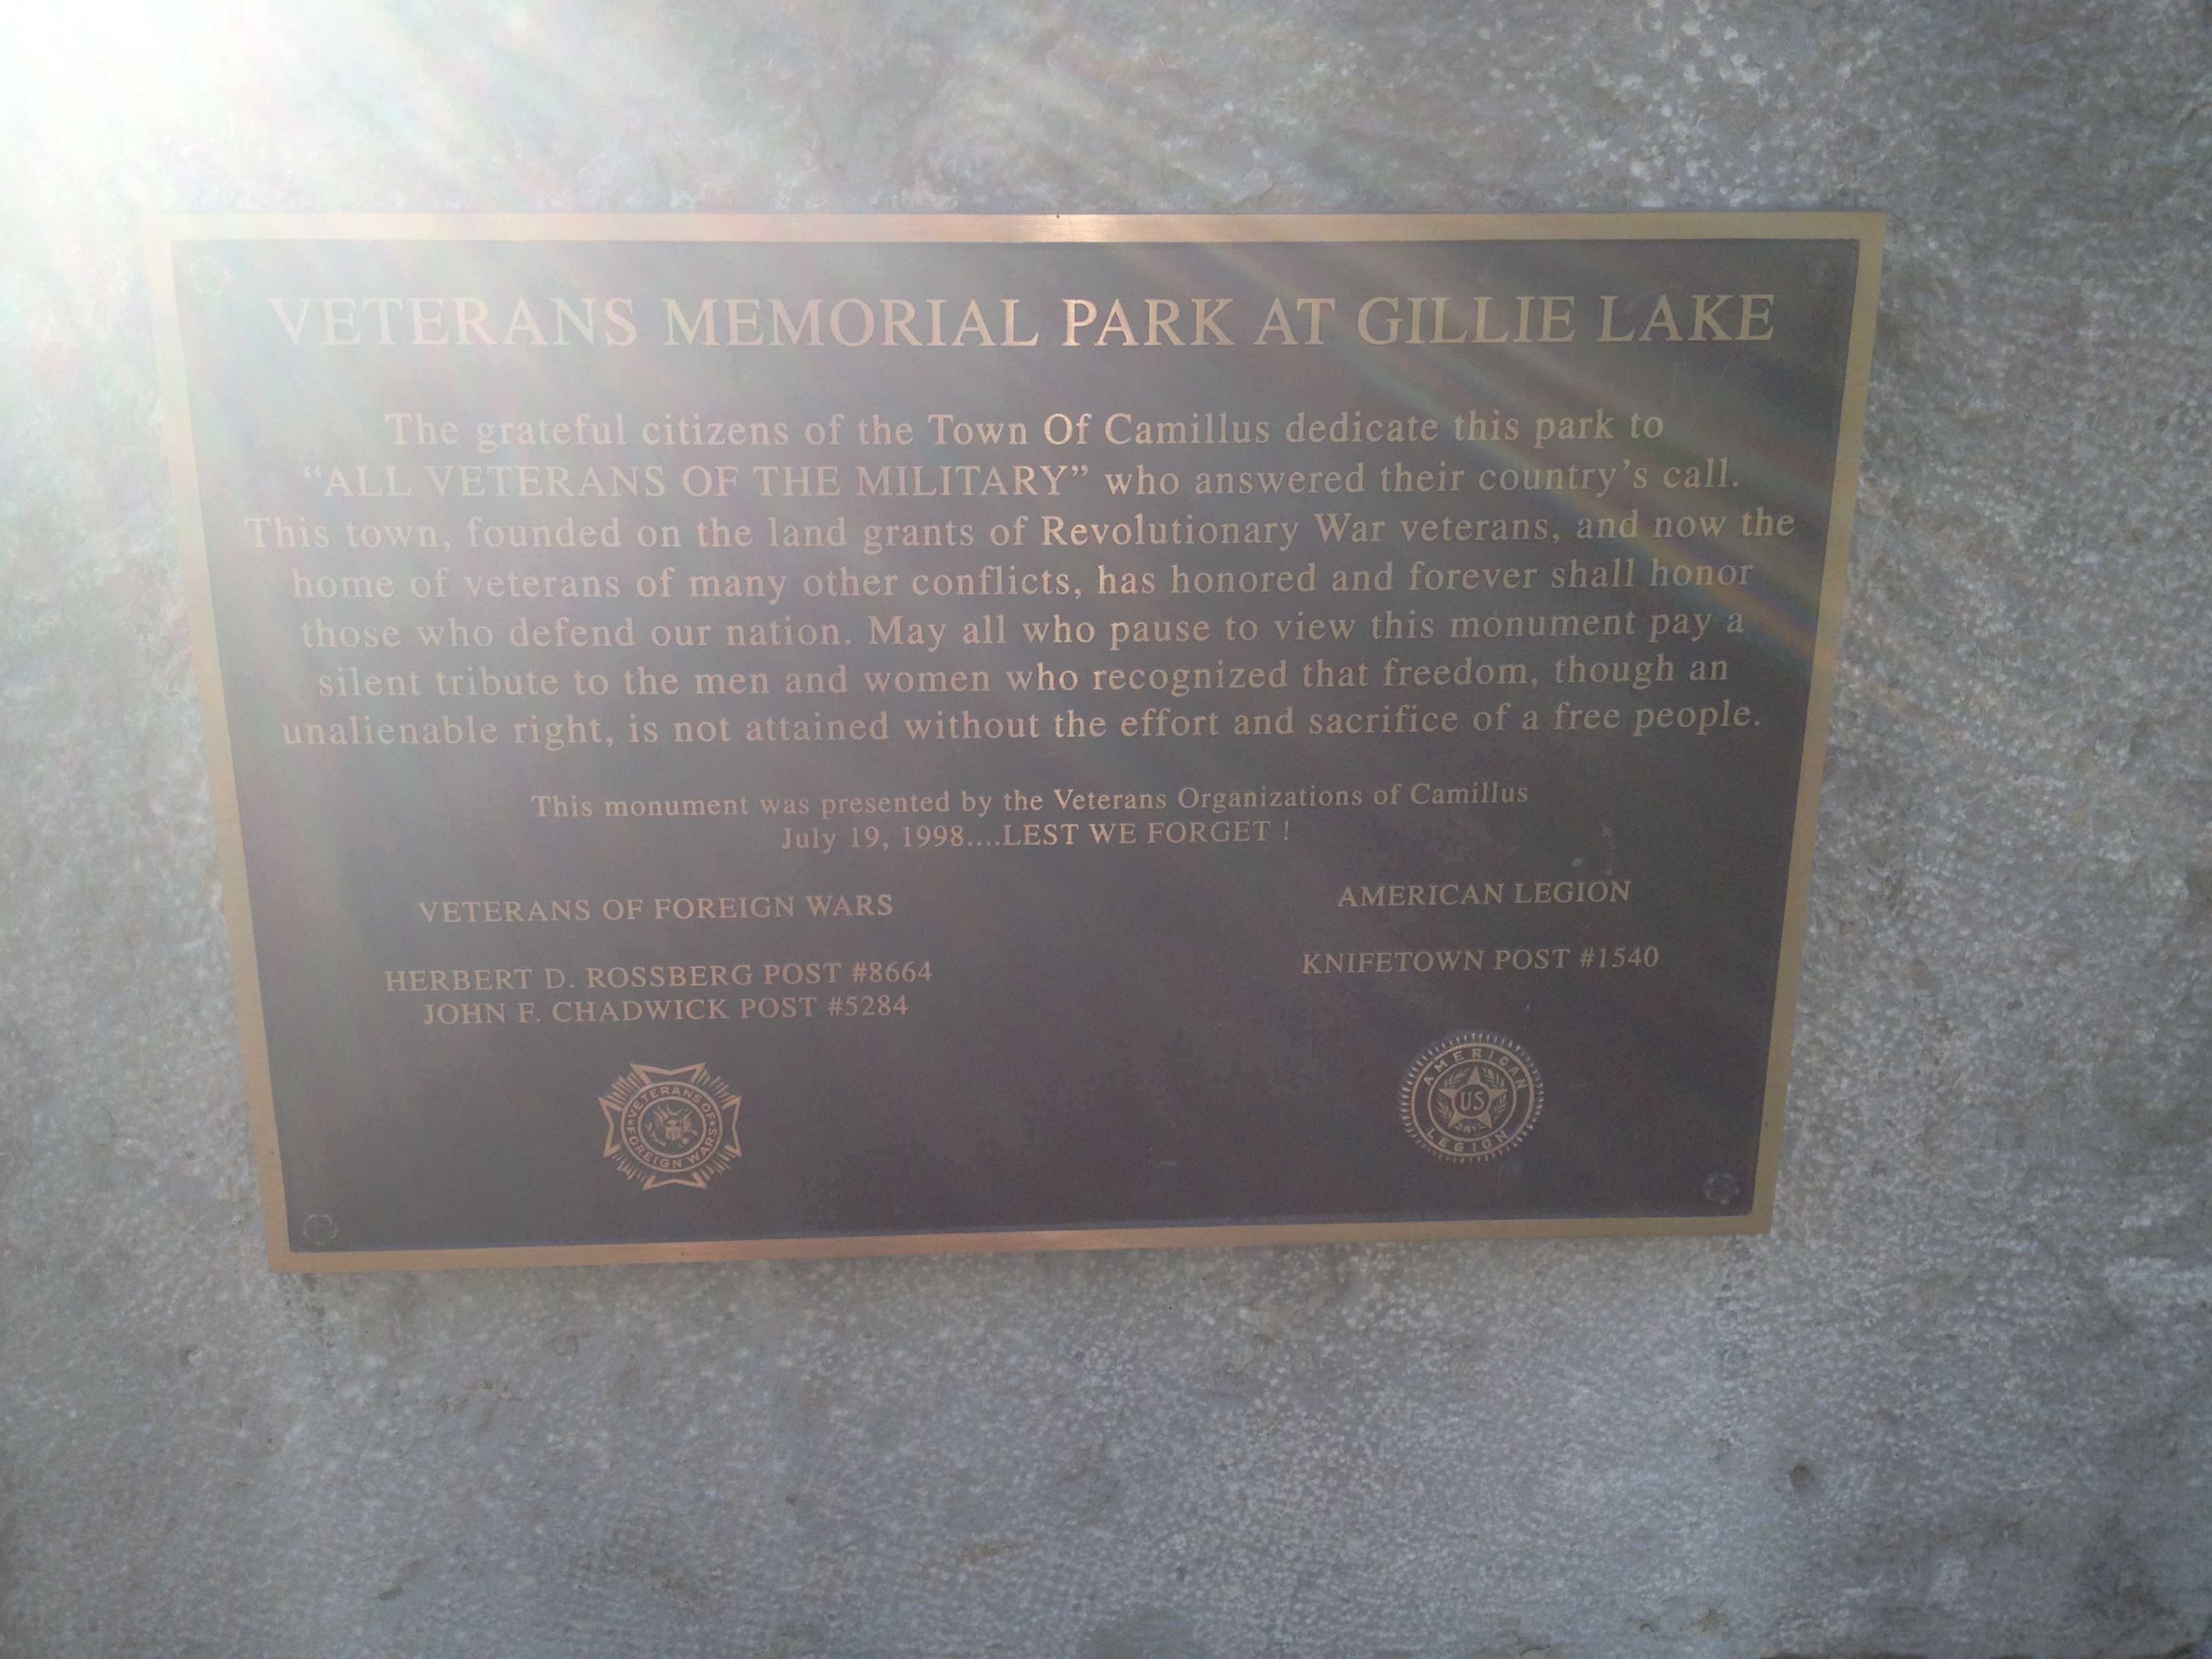 VETERANS MEMORIAL PARK AT GILLIE LAKE
The grateful citizens of the Town Of Camillus dedicate this park to
“ALL VETERANS OF THE MILITARY” who answered their country’s call.
This town, founded on the land grants of Revolutionary War veterans, and now the
home of veterans of many other conflicts, has honored and forever shall honor
those who defend our nation. May all who pause to view this monument pay a
silent tribute to the men and women who recognized that freedom, though an
unalienable right, is not attained without the effort and sacrifice of a free people.
This monument was presented by the Veterans Organizations of Camillus
July 19, 1998....LEST WE FORGET !
VETERANS OF FOREIGN WARS
HERBERT D. ROSSBERG POST #8664
JOHN F. CHADWICK POST #5284
VETERANS OF
FOREIGN WARS
AMERICAN LEGION
KNIFETOWN POST #1540
AMERICAN
US
LEGION